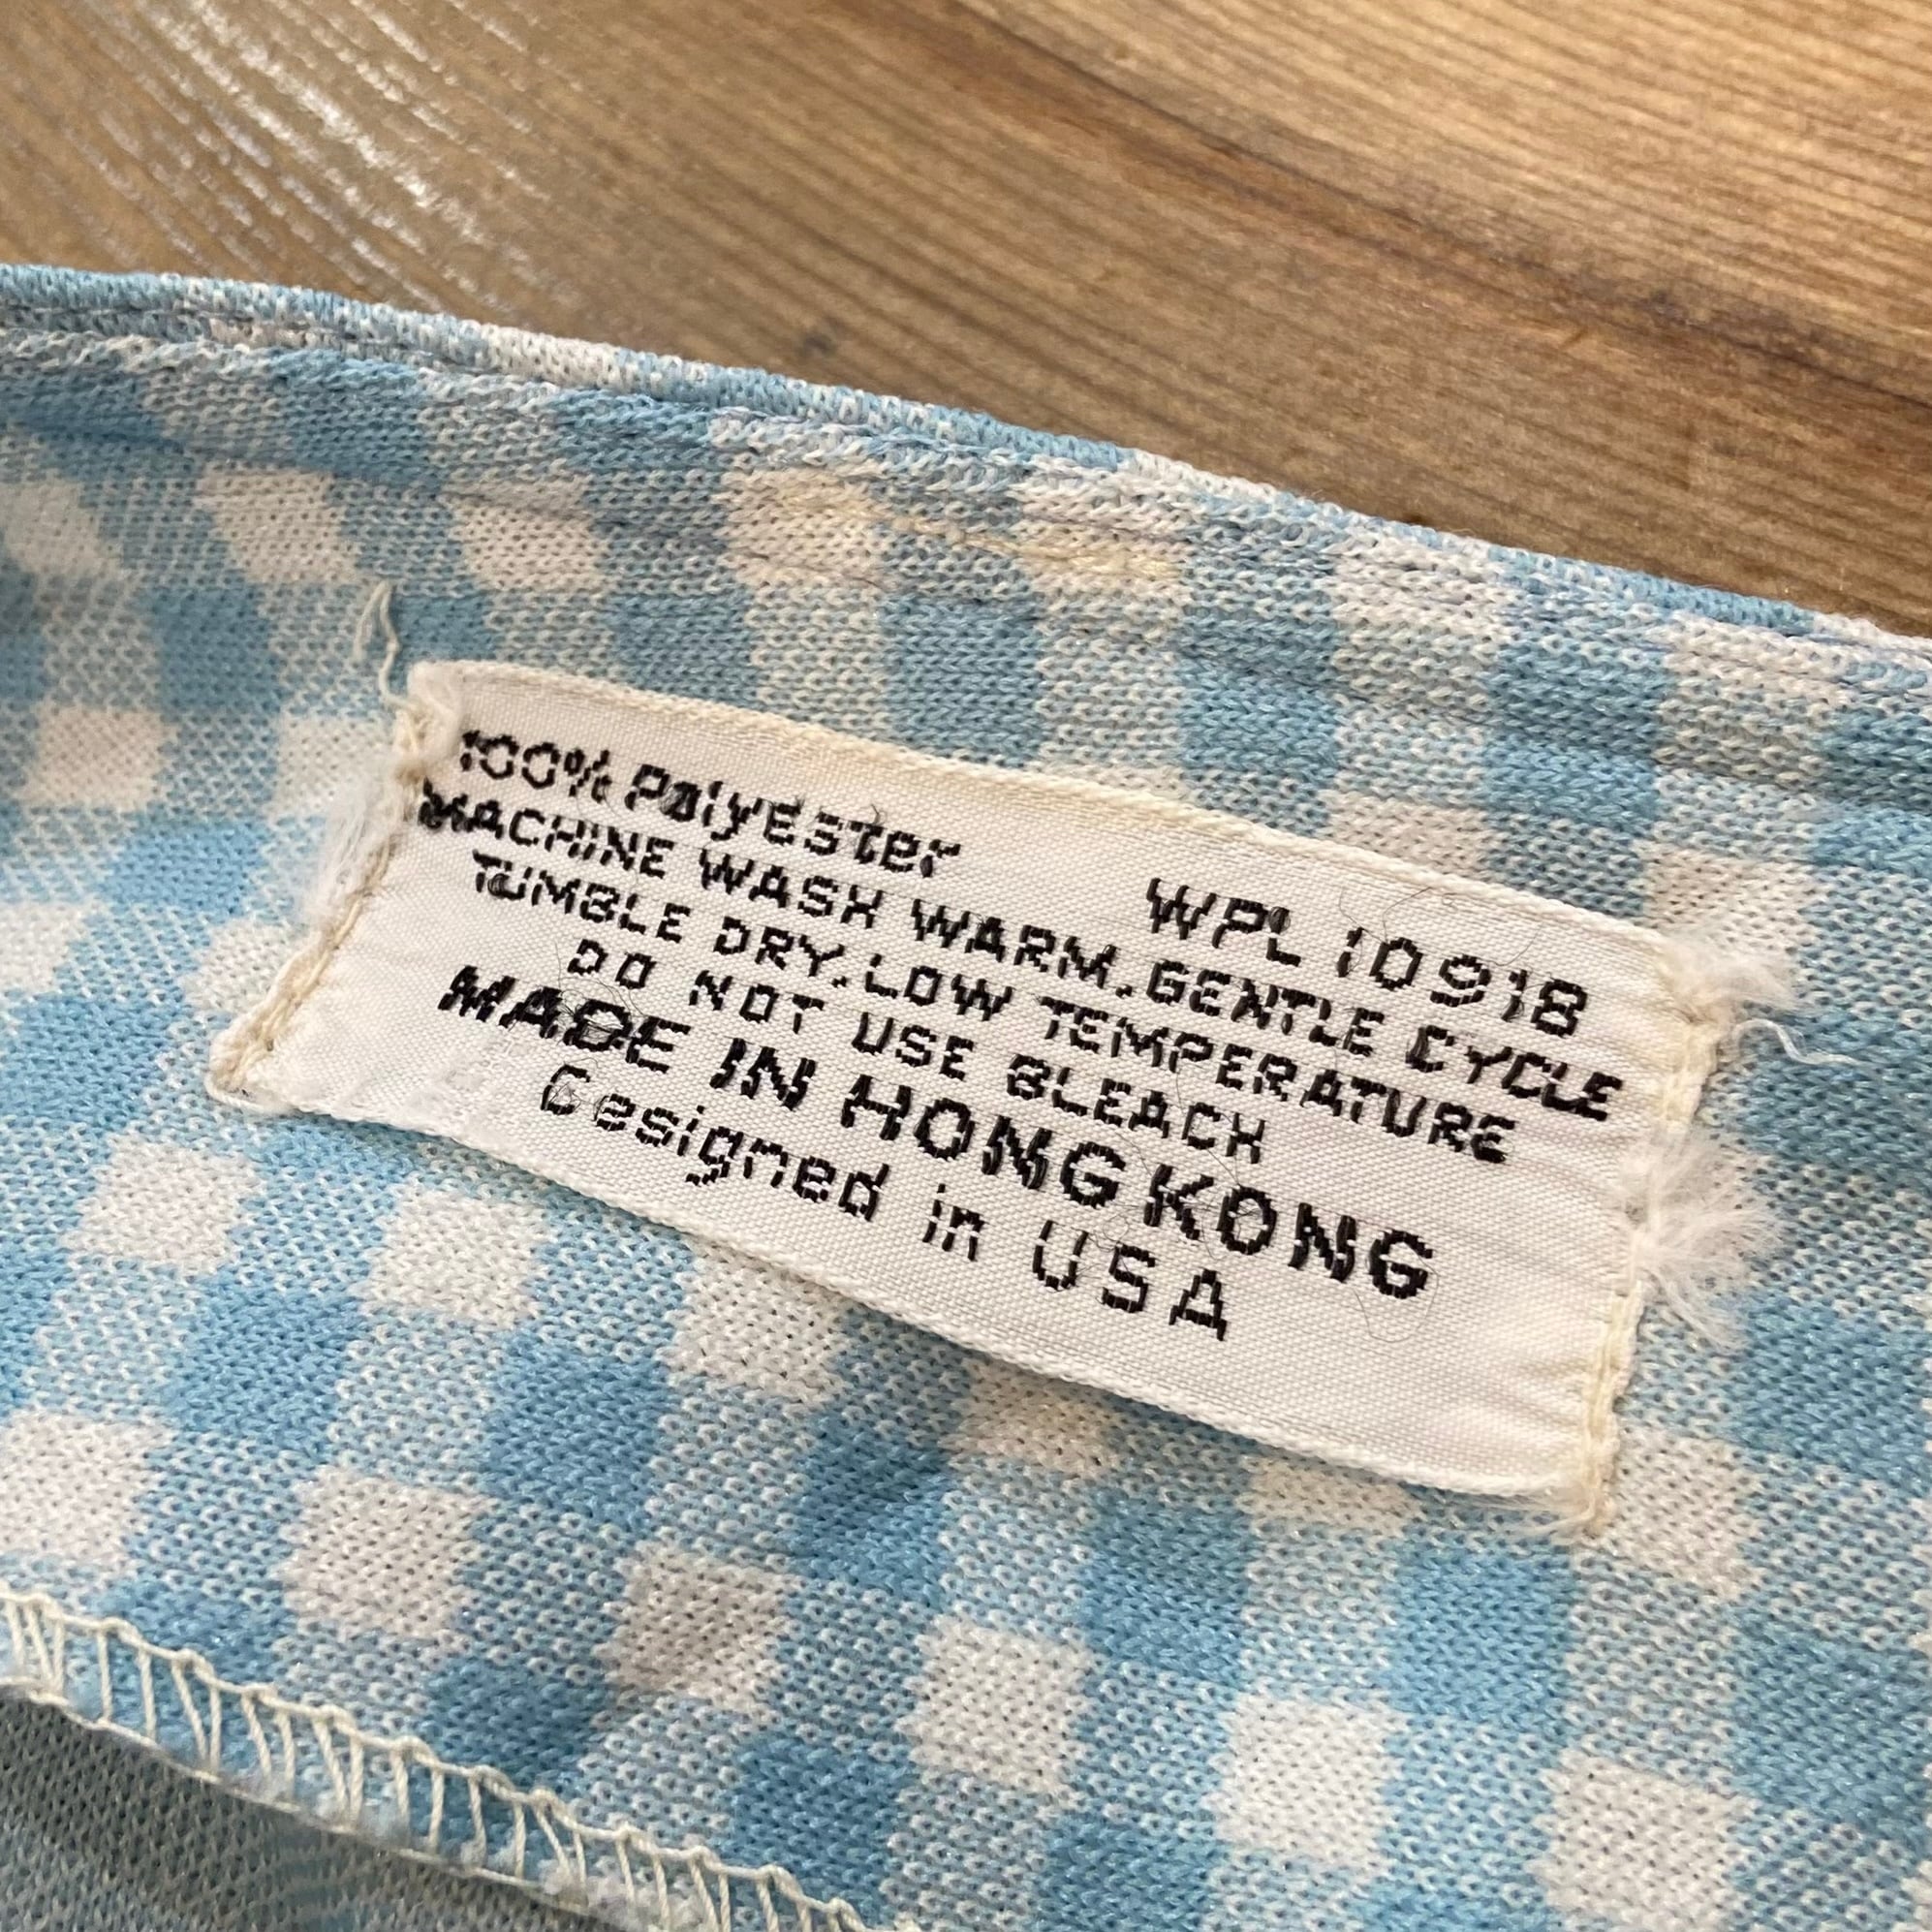 100% PolyEster WPL 10918
MACHINE WASH WARM.GENTLE CYCLE
TUMBLE DRY.LOW TEMPERATURE
DO NOT USE BLEACH
MADE IN HONG KONG
Designed in USA